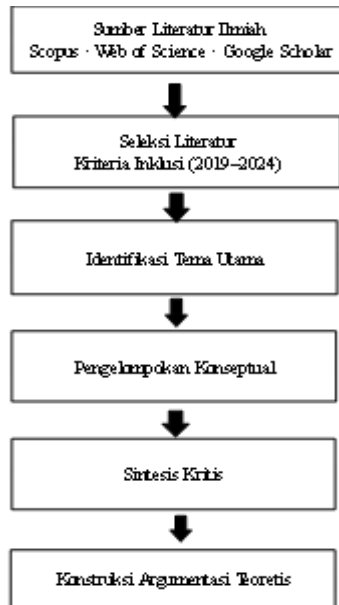 Sumber Literatur Ilmiah
Scopus · Web of Science · Google Scholar
Seleksi Literatur
Kriteria Inklusi (2019–2024)
Identifikasi Tema Utama
Pengelompokan Konseptual
Sintesis Kritis
Konstruksi Argumentasi Teoretis